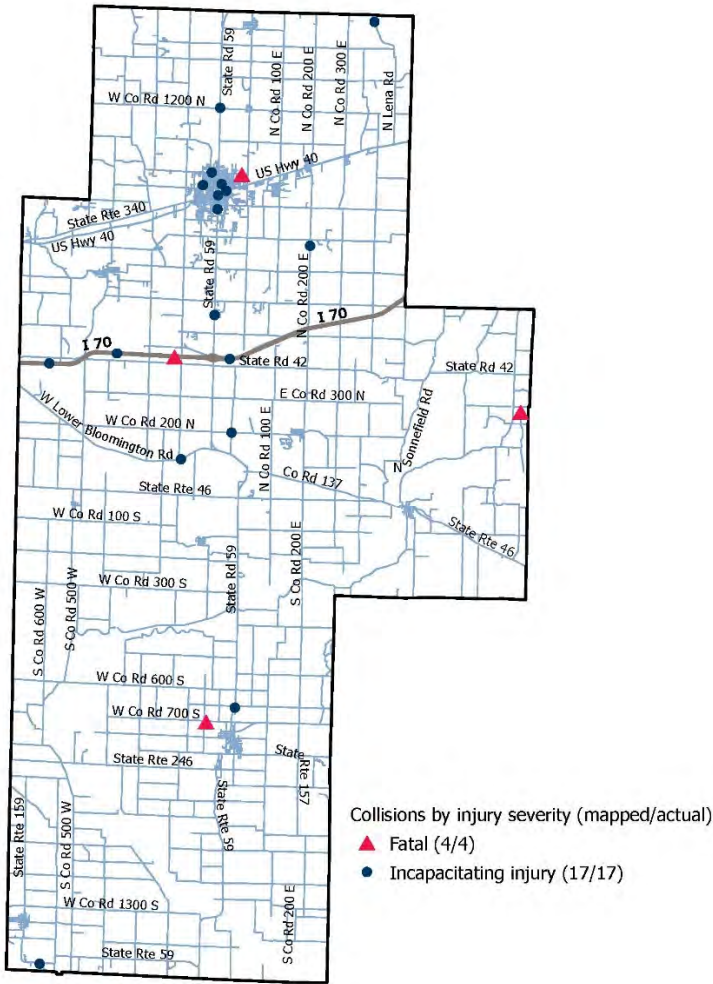 State Rd 59
N Co Rd 100 E
N Co Rd 200 E
N Co Rd 300 E
N Lena Rd
W Co Rd 1200 N
US Hwy 40
State Rte 340
US Hwy 40
State Rd 59
N Co Rd 200 E
I 70
I 70
State Rd 42
State Rd 42
E Co Rd 300 N
W Lower Bloomington Rd
W Co Rd 200 N
N Co Rd 100 E
N Sonnefield Rd
Co Rd 137
State Rte 46
W Co Rd 100 S
State Rte 46
State Rd 59
S Co Rd 200 E
W Co Rd 300 S
S Co Rd 600 W
S Co Rd 500 W
W Co Rd 600 S
W Co Rd 700 S
State Rte 246
State Rte 157
State Rte 59
State Rte 159
S Co Rd 500 W
Collisions by injury severity (mapped/actual)
Fatal (4/4)
Incapacitating injury (17/17)
W Co Rd 1300 S
S Co Rd 200 E
State Rte 59